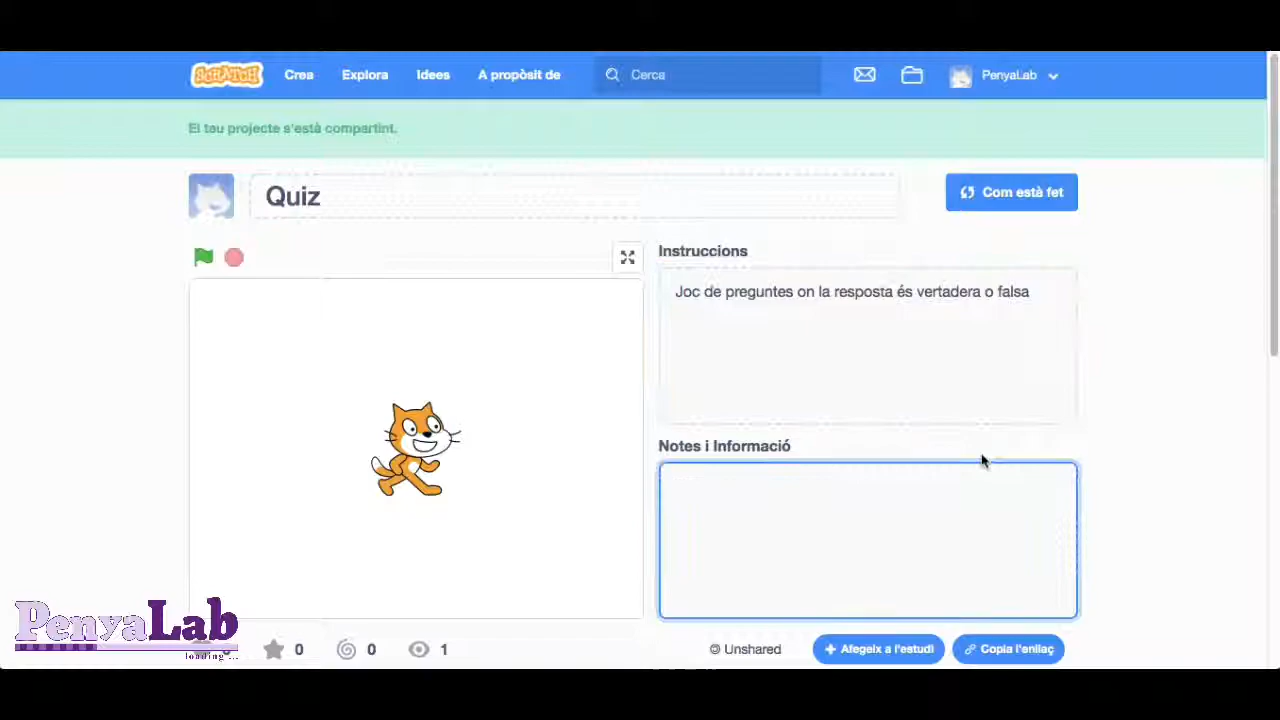 SCRATCH Crea Explora Idees A propòsit de Cerca PenyaLab
El teu projecte s'està compartint.
Quiz
Com està fet
Instruccions
Joc de preguntes on la resposta és vertadera o falsa
Notes i Informació
PenyaLab
loading ...
0 0 1
Unshared
Afegeix a l'estudi
Copia l'enllaç